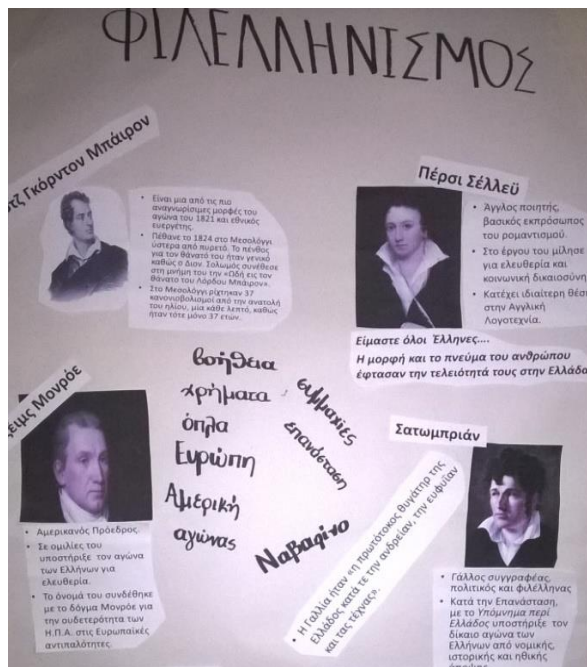 ΦΙΛΕΛΛΗΝΙΣΜΟΣ
Γκόρντον Μπάιρον
• Είναι μια από τις πιο
αναγνωρίσιμες μορφές του
αγώνα του 1821 και εθνικός
ευεργέτης.
• Πέθανε το 1824 στο Μεσολόγγι
ύστερα από πυρετό. Το πένθος
για τον θάνατό του ήταν γενικό
καθώς ο Διον. Σολωμός συνέθεσε
στη μνήμη του την «Ωδή εις τον
θάνατο του Λόρδου Μπάιρον».
• Στο Μεσολόγγι ρίχτηκαν 37
κανονιοβολισμοί από την ανατολή
του ηλίου, μία κάθε λεπτό, καθώς
ήταν τότε μόνο 37 ετών.
Πέρσι Σέλλεϋ
• Άγγλος ποιητής,
βασικός εκπρόσωπος
του ρομαντισμού.
• Στο έργου του μίλησε
για ελευθερία και
κοινωνική δικαιοσύνη
• Κατέχει ιδιαίτερη θέση
στην Αγγλική
Λογοτεχνία.
Είμαστε όλοι Έλληνες....
Η μορφή και το πνεύμα του ανθρώπου
έφτασαν την τελειότητά τους στην Ελλάδα
βοήθεια
χρήματα
όπλα
Ευρώπη
Αμερική
αγώνας
συμμαχίες
επανάσταση
Ναβαρίνο
Μονρόε
• Αμερικανός Πρόεδρος.
• Σε ομιλίες του
υποστήριξε τον αγώνα
των Ελλήνων για
ελευθερία.
• Το όνομά του συνδέθηκε
με το δόγμα Μονρόε για
την ουδετερότητα των
Η.Π.Α. στις Ευρωπαϊκές
αντιπαλότητες.
Σατωμπριάν
• Η Γαλλία ήταν «η πρωτότοκος θυγάτηρ της
Ελλάδος κατά τε την ανδρείαν, την ευφυΐαν
και τας τέχνας».
• Γάλλος συγγραφέας,
πολιτικός και φιλέλληνας
• Κατά την Επανάσταση,
με το Υπόμνημα περί
Ελλάδος υποστήριξε τον
δίκαιο αγώνα των
Ελλήνων από νομικής,
ιστορικής και ηθικής